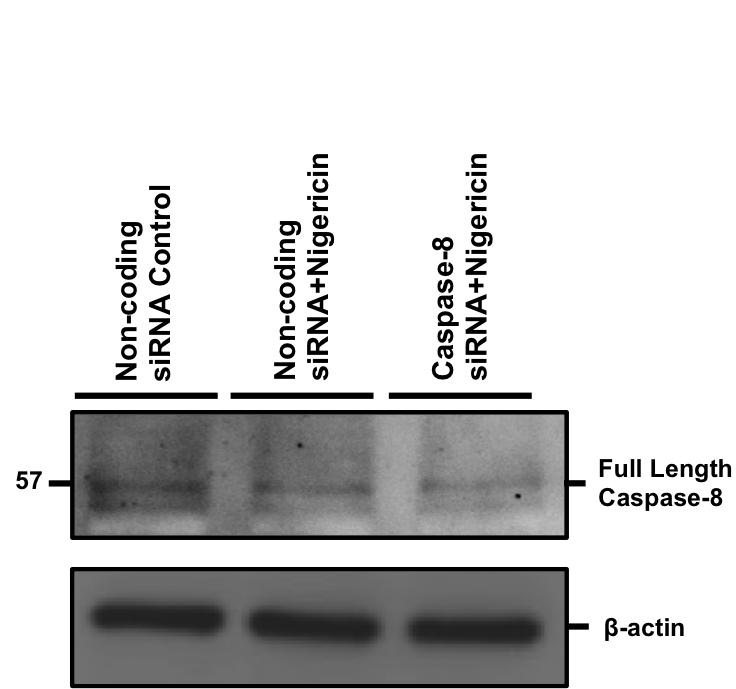 Non-coding
siRNA Control
Non-coding
siRNA+Nigericin
Caspase-8
siRNA+Nigericin
57
Full Length
Caspase-8
β-actin